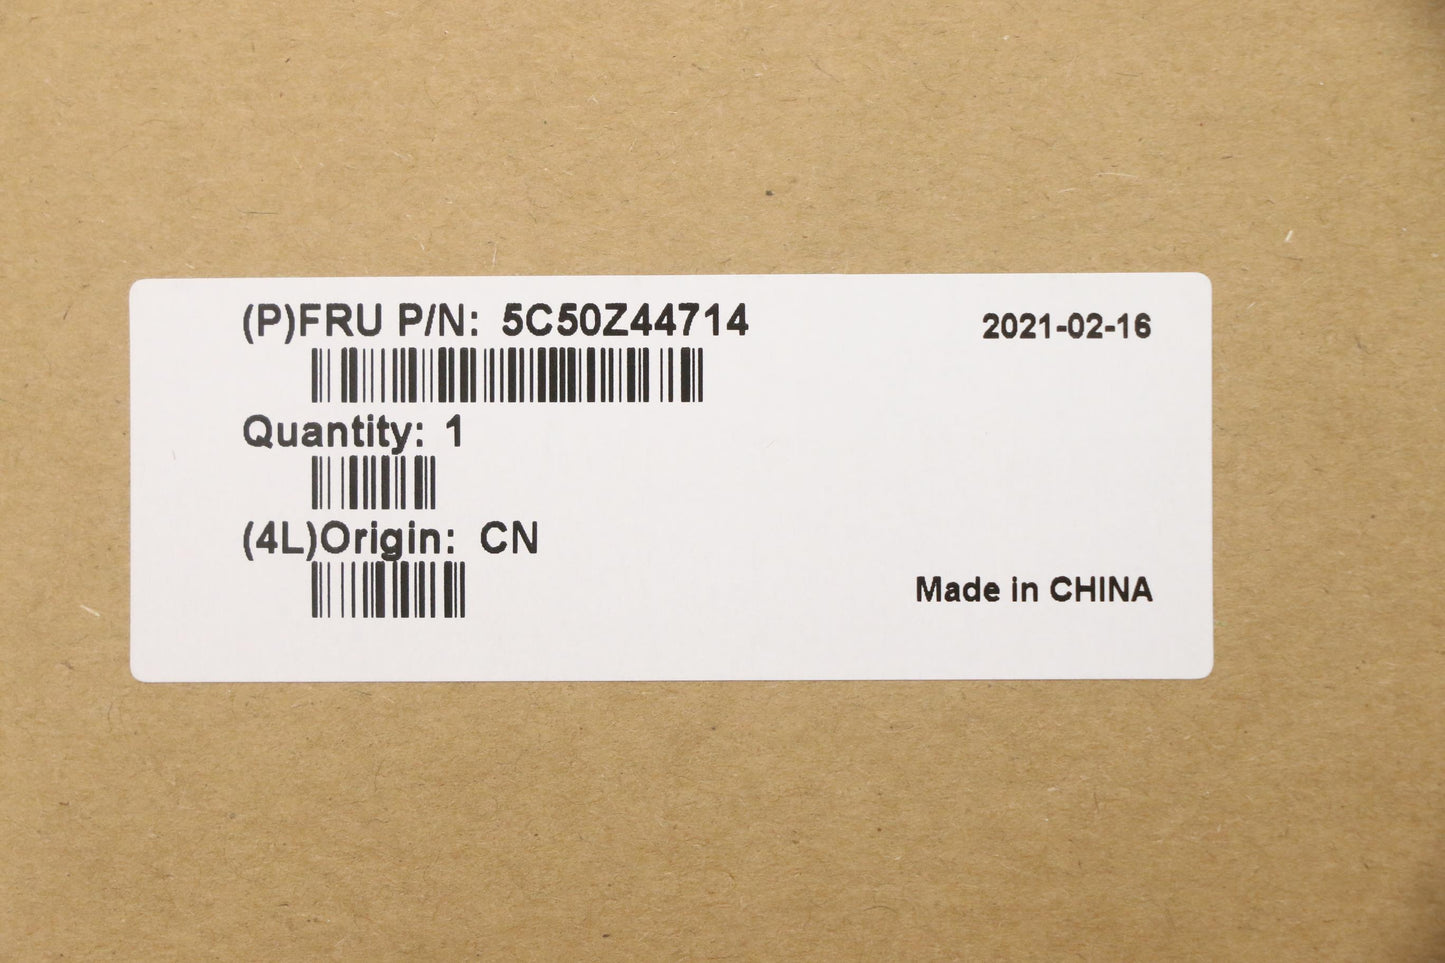 (P)FRU P/N: 5C50Z44714
2021-02-16
Quantity: 1
(4L)Origin: CN
Made in CHINA